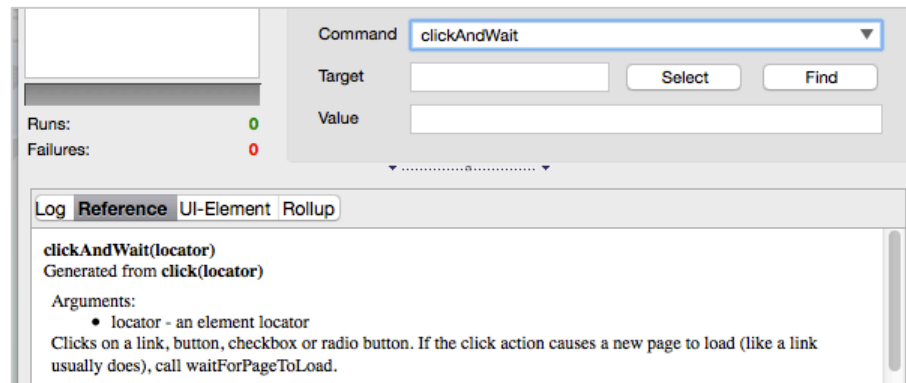 Command clickAndWait
Target Select Find
Value
Runs: 0
Failures: 0
Log Reference UI-Element Rollup
clickAndWait(locator)
Generated from click(locator)
Arguments:
• locator - an element locator
Clicks on a link, button, checkbox or radio button. If the click action causes a new page to load (like a link
usually does), call waitForPageToLoad.